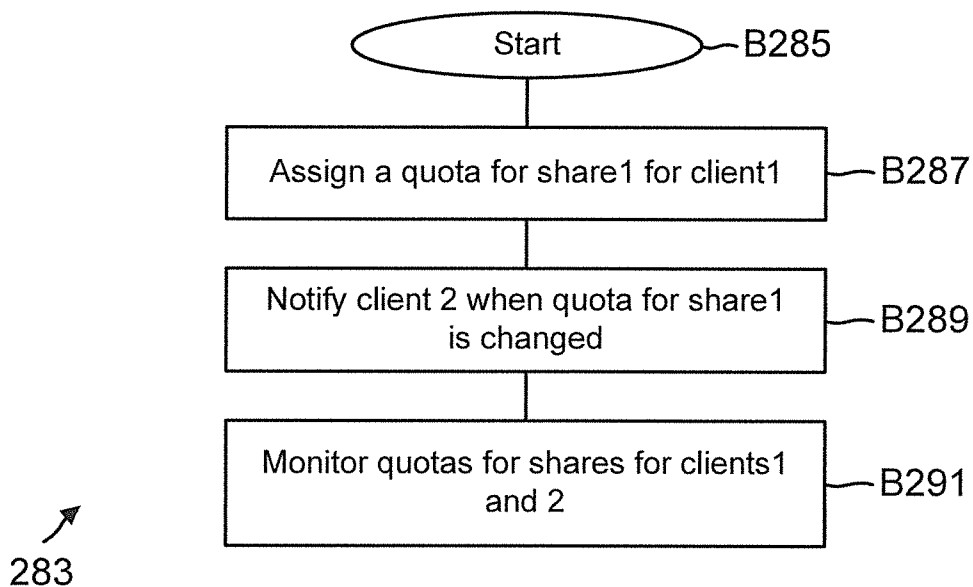 Start
B285
Assign a quota for share1 for client1
B287
Notify client 2 when quota for share1
is changed
B289
Monitor quotas for shares for clients1
and 2
B291
283